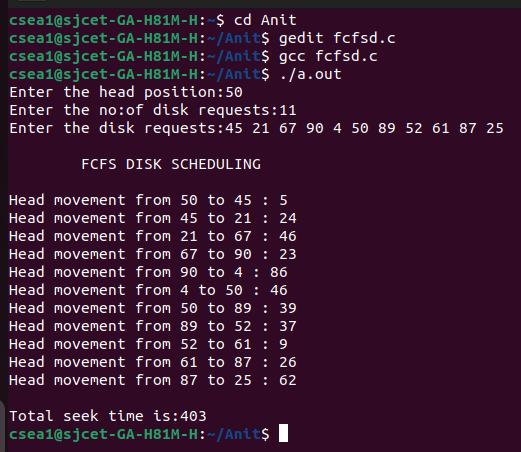 csea1@sjcet-GA-H81M-H:~$ cd Anit
csea1@sjcet-GA-H81M-H:~/Anit$ gedit fcfsd.c
csea1@sjcet-GA-H81M-H:~/Anit$ gcc fcfsd.c
csea1@sjcet-GA-H81M-H:~/Anit$ ./a.out
Enter the head position:50
Enter the no:of disk requests:11
Enter the disk requests:45 21 67 90 4 50 89 52 61 87 25
FCFS DISK SCHEDULING
Head movement from 50 to 45 : 5
Head movement from 45 to 21 : 24
Head movement from 21 to 67 : 46
Head movement from 67 to 90 : 23
Head movement from 90 to 4 : 86
Head movement from 4 to 50 : 46
Head movement from 50 to 89 : 39
Head movement from 89 to 52 : 37
Head movement from 52 to 61 : 9
Head movement from 61 to 87 : 26
Head movement from 87 to 25 : 62
Total seek time is:403
csea1@sjcet-GA-H81M-H:~/Anit$